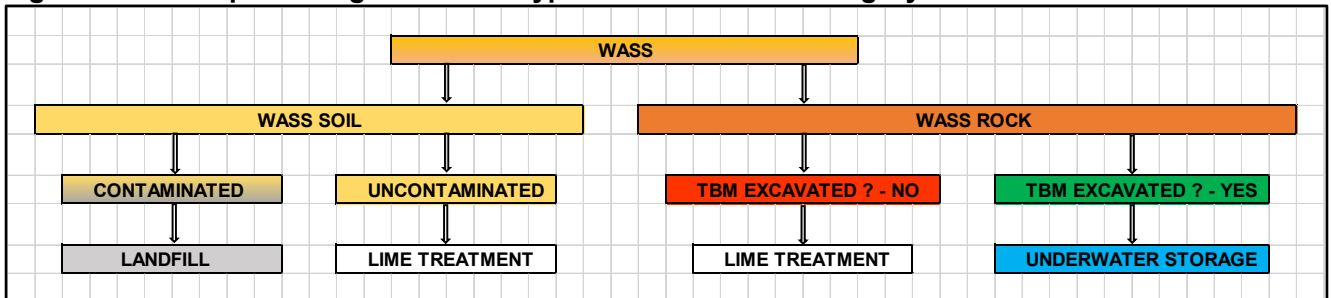 WASS
WASS SOIL WASS ROCK
CONTAMINATED UNCONTAMINATED TBM EXCAVATED ? - NO TBM EXCAVATED ? - YES
LANDFILL LIME TREATMENT LIME TREATMENT UNDERWATER STORAGE